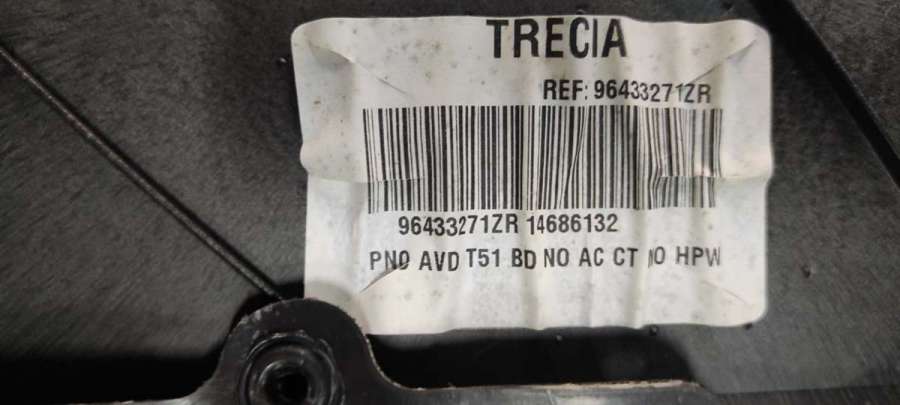 TRECIA
REF: 96433271ZR
96433271ZR 14686132
PNO AVD T51 BD NO AC CT NO HPW